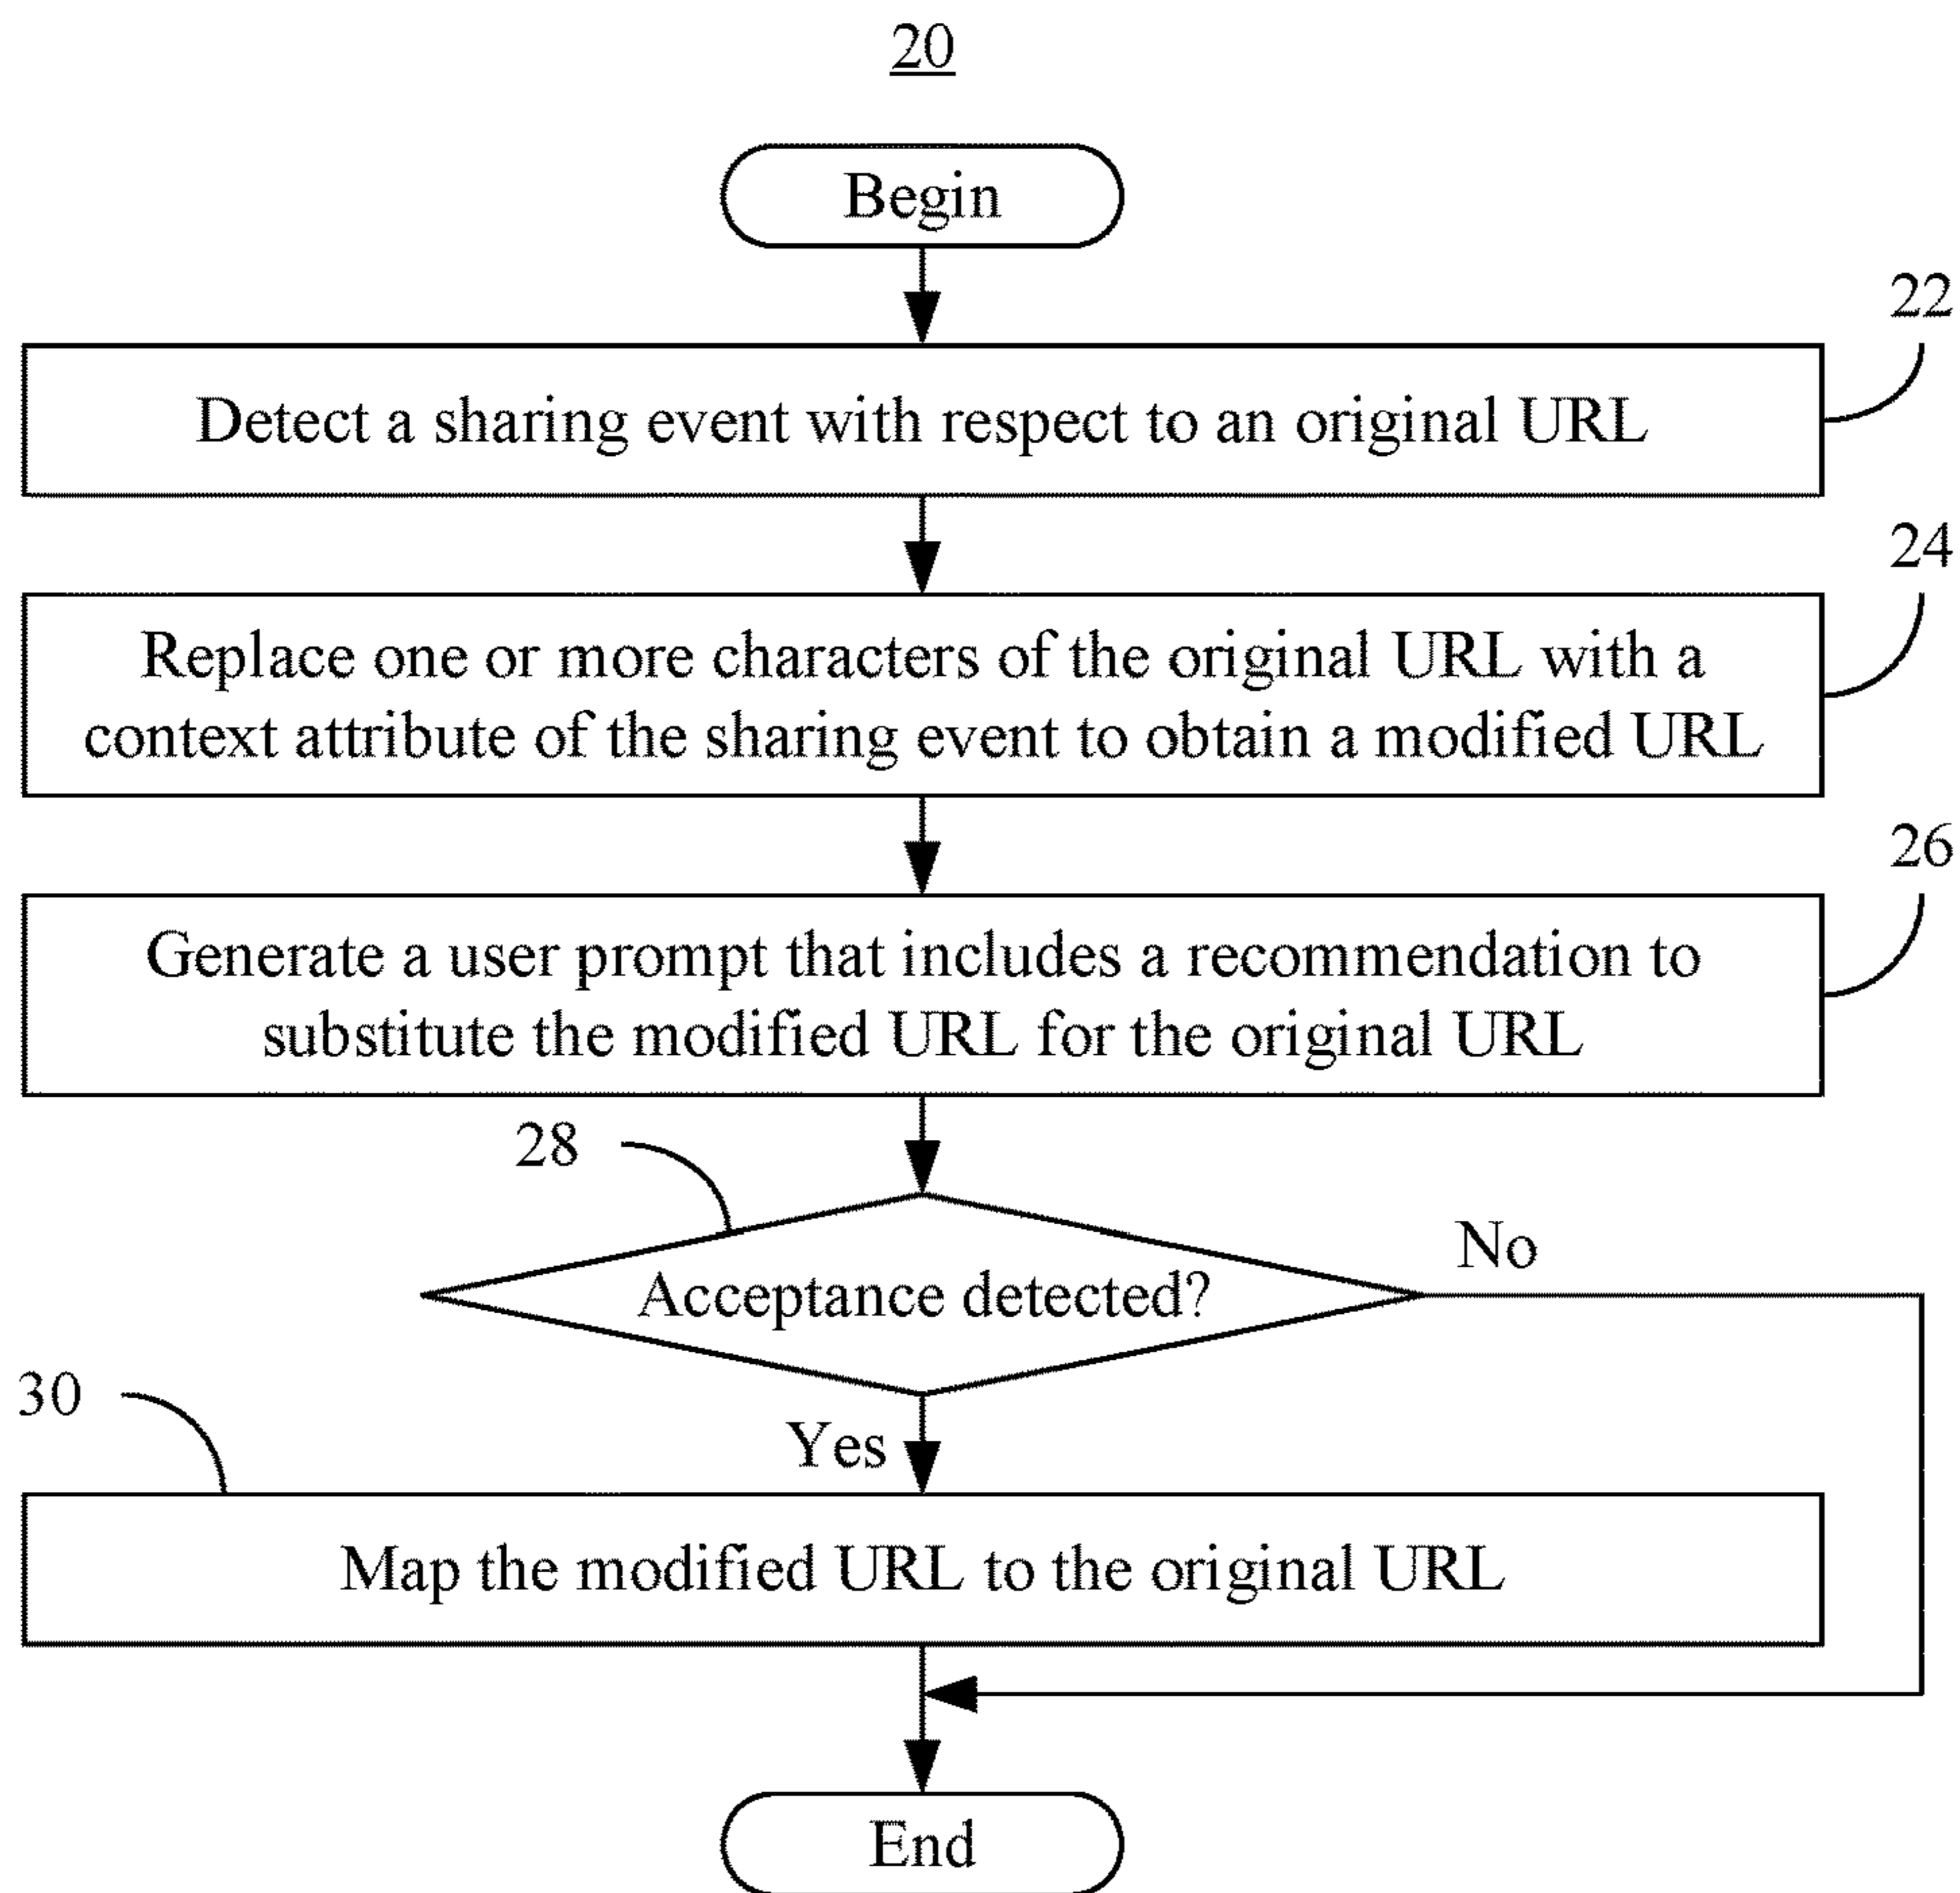 20
Begin
22
Detect a sharing event with respect to an original URL
24
Replace one or more characters of the original URL with a
context attribute of the sharing event to obtain a modified URL
26
Generate a user prompt that includes a recommendation to
substitute the modified URL for the original URL
28
No
Acceptance detected?
30
Yes
Map the modified URL to the original URL
End